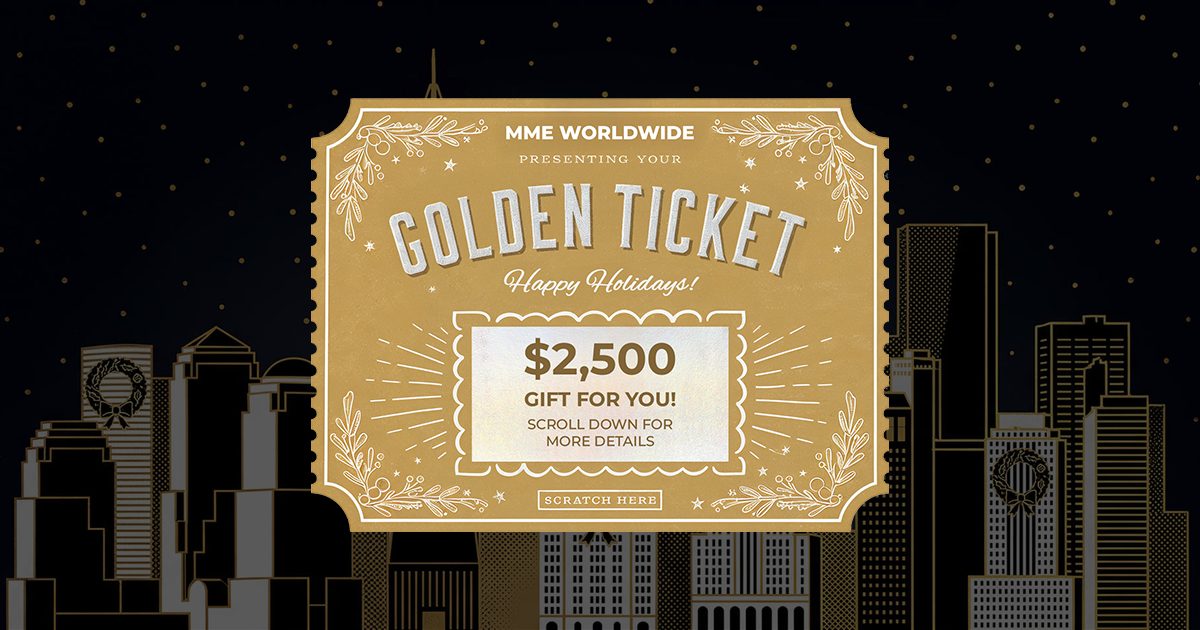 MME WORLDWIDE
PRESENTING YOUR
GOLDEN TICKET
Happy Holidays!
$2,500
GIFT FOR YOU!
SCROLL DOWN FOR
MORE DETAILS
SCRATCH HERE